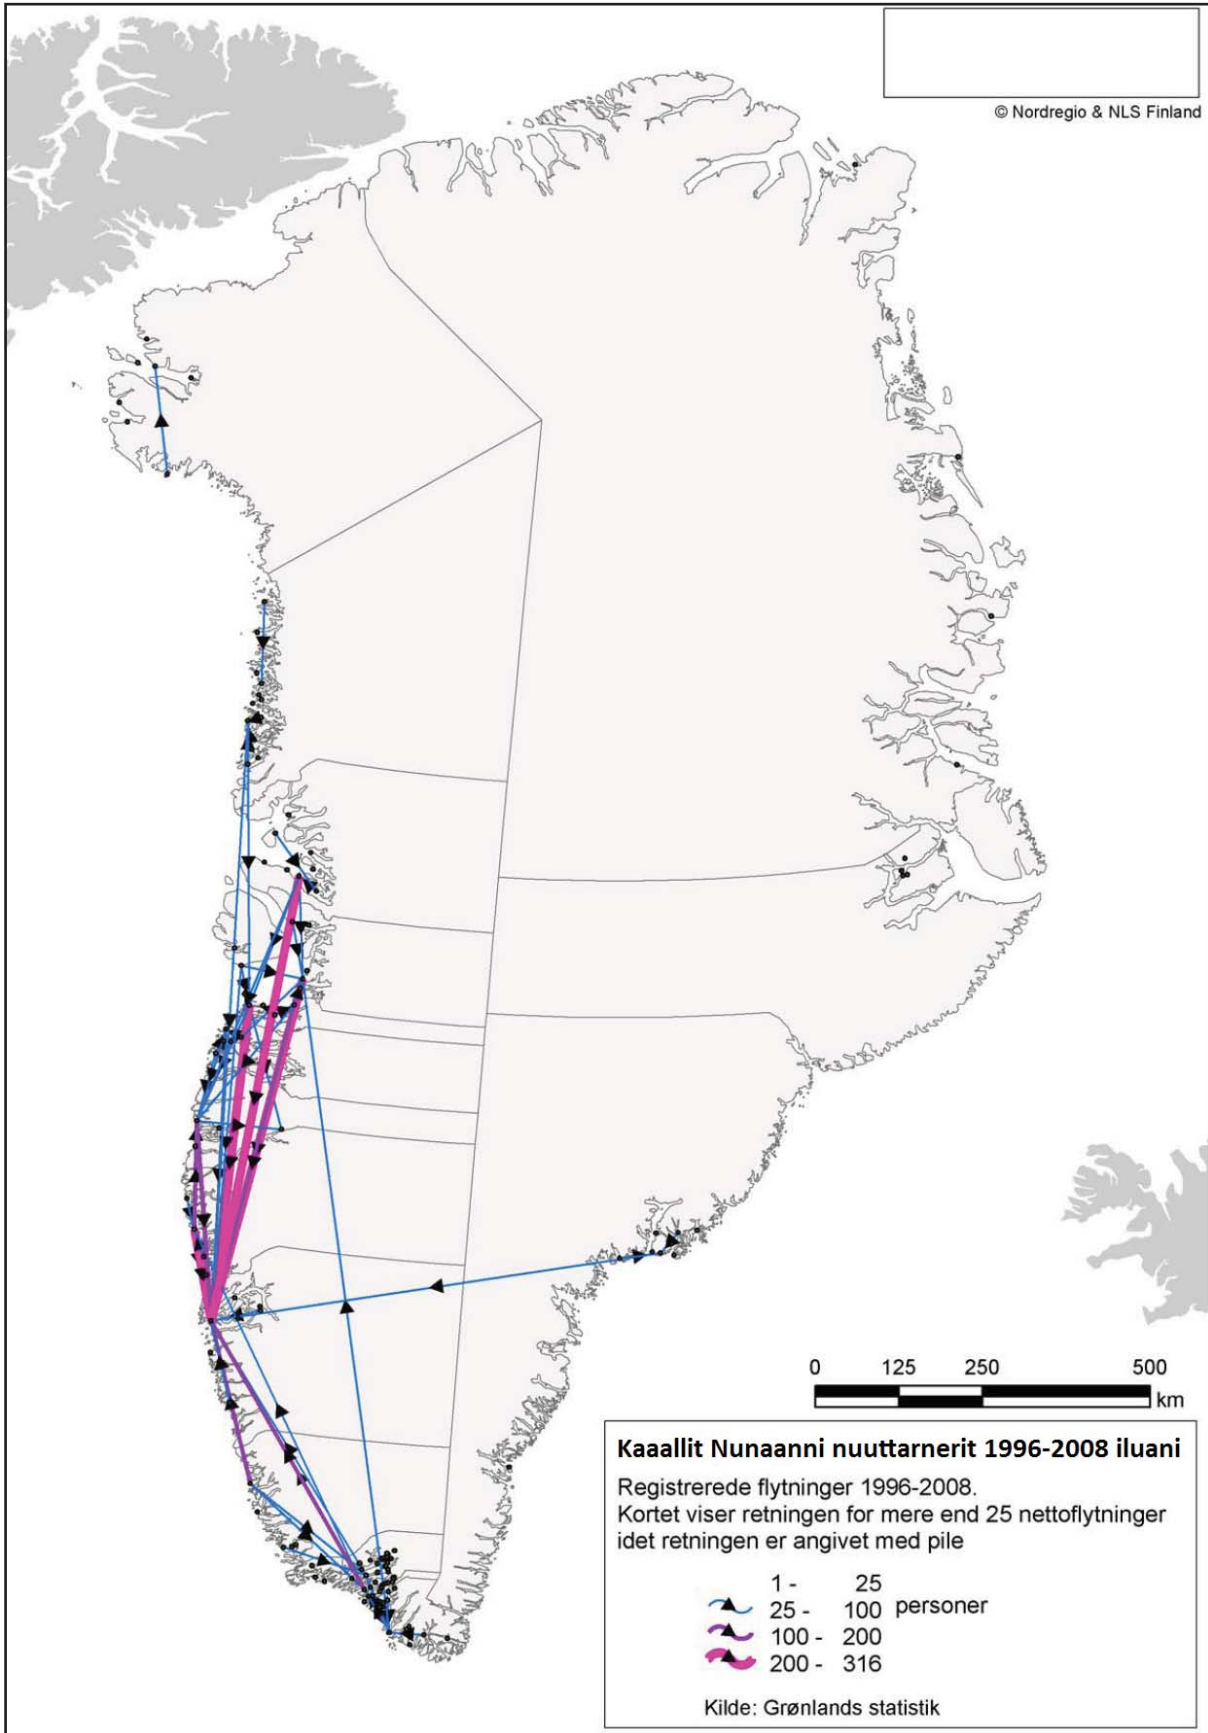 © Nordregio & NLS Finland
0 125 250 500
km
Kaaallit Nunaanni nuuttarnerit 1996-2008 iluani
Registrerede flytninger 1996-2008.
Kortet viser retningen for mere end 25 nettoflytninger
idet retningen er angivet med pile
1 - 25
25 - 100 personer
100 - 200
200 - 316
Kilde: Grønlands statistik